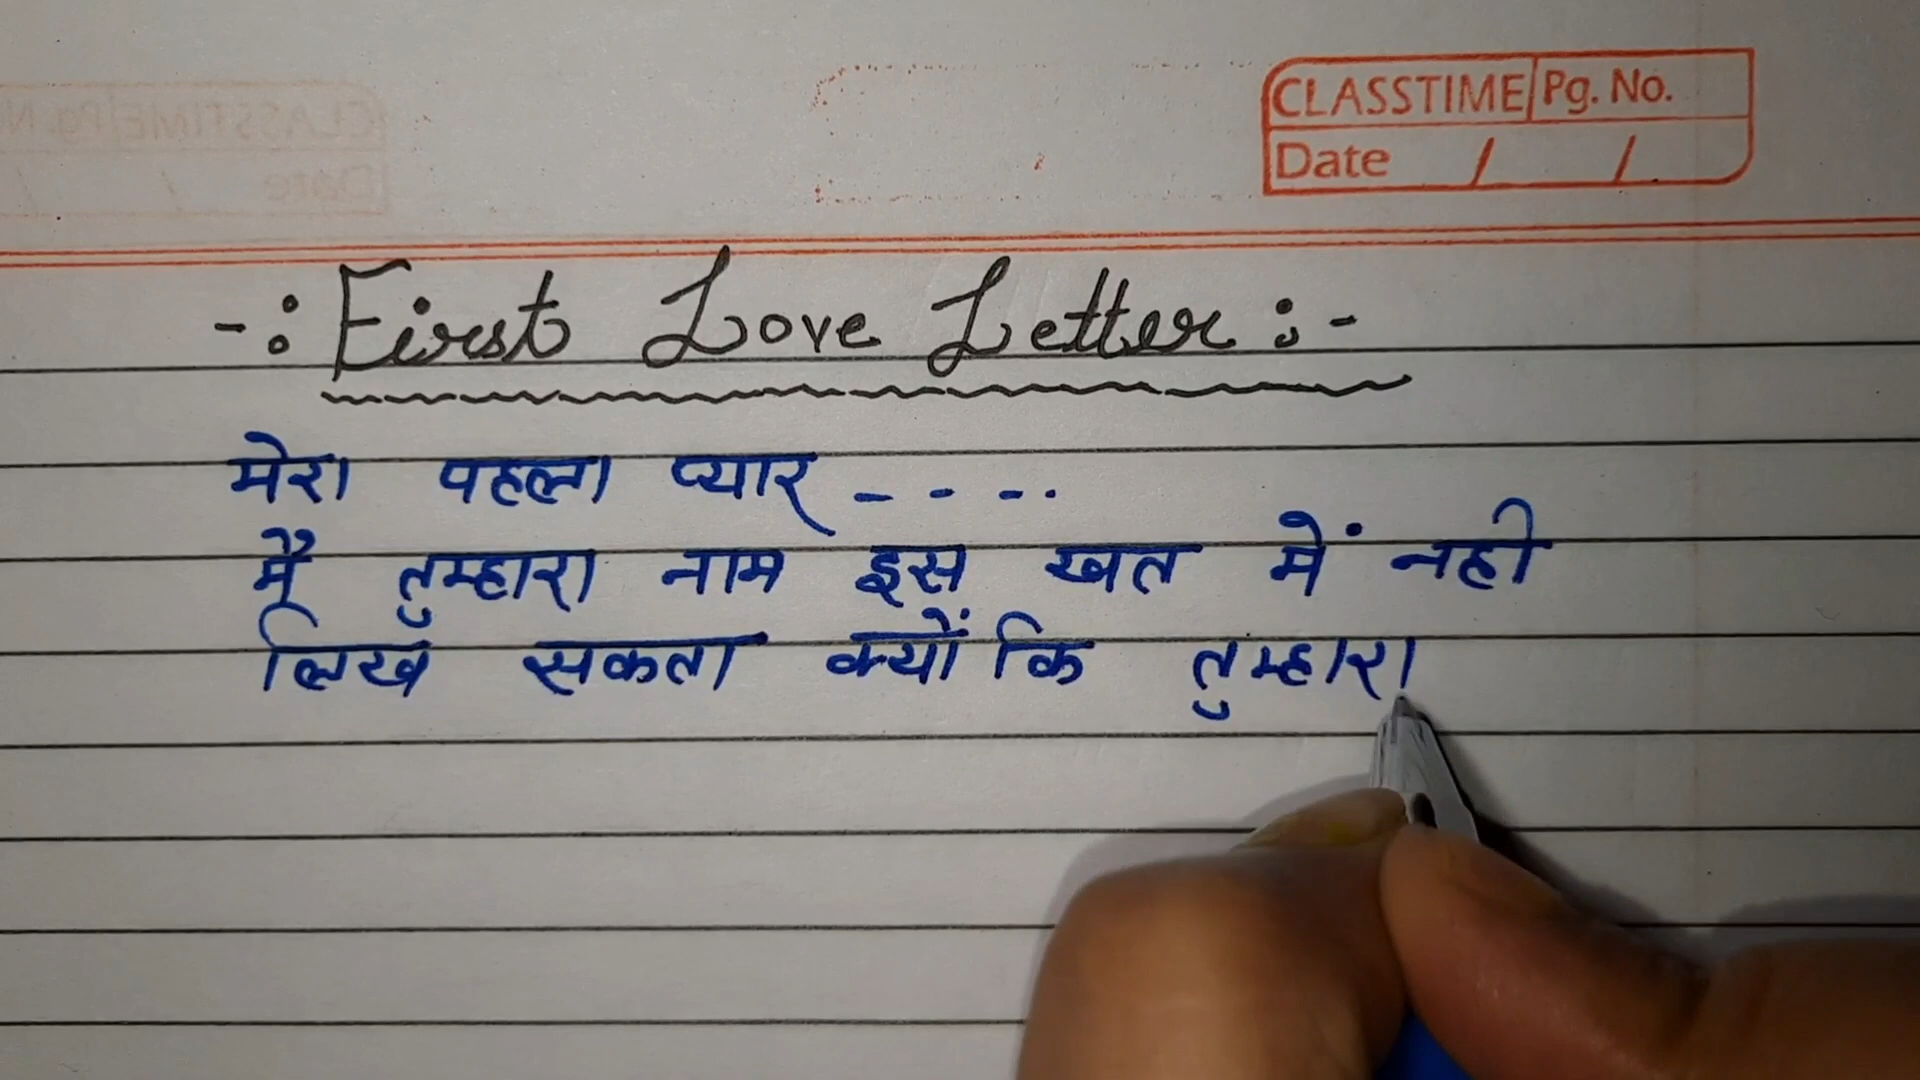 CLASSTIME Pg. No.
Date / /
-: First Love Letter :-
मेरा पहला प्यार - - - ..
मै तुम्हारा नाम इस खत में नही
लिख सकता क्यों कि तुम्हारा